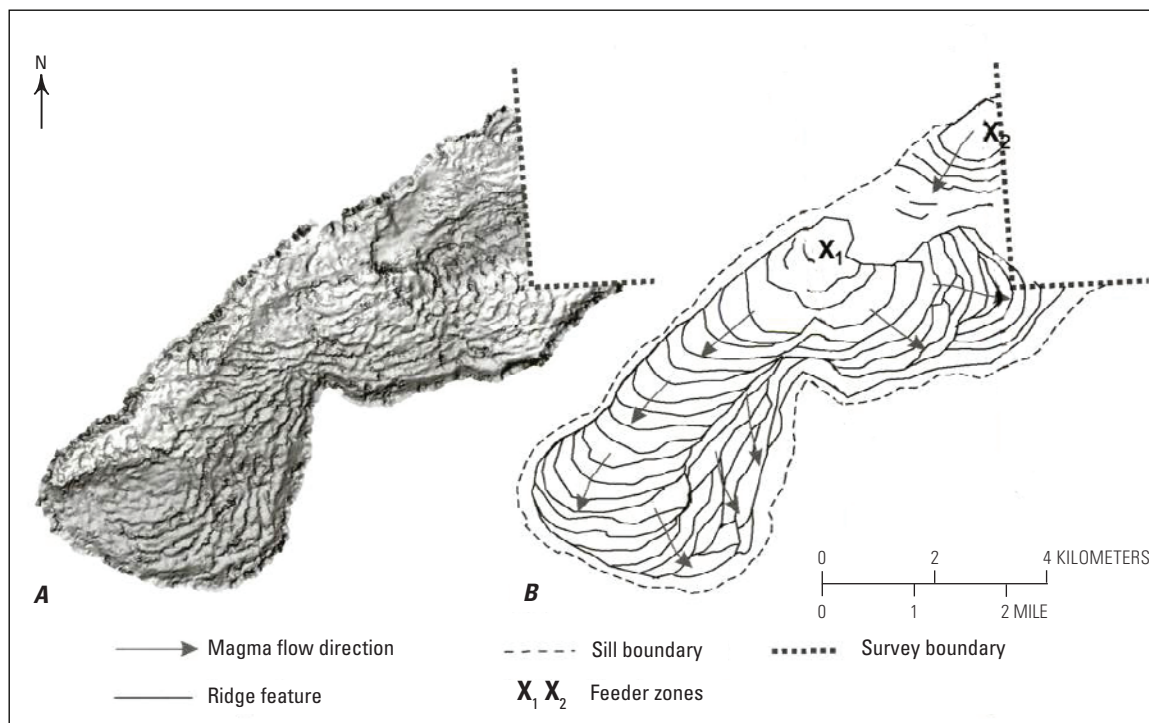 N
X2
X1
A
B
0 2 4 KILOMETERS
0 1 2 MILE
Magma flow direction
Sill boundary
Survey boundary
Ridge feature
X1 X2 Feeder zones